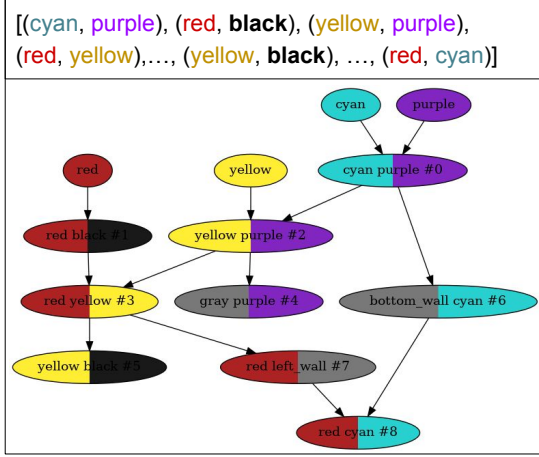 [(cyan, purple), (red, black), (yellow, purple),
(red, yellow),…, (yellow, black), …, (red, cyan)]
cyan purple
red yellow cyan purple #0
red black #1 yellow purple #2
red yellow #3 gray purple #4 bottom_wall cyan #6
yellow black #5 red left_wall #7
red cyan #8